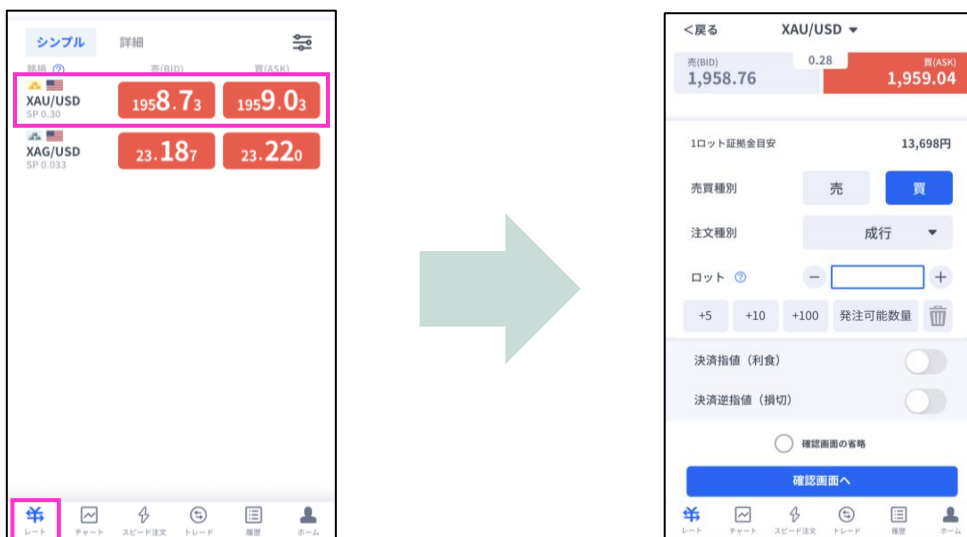 シンプル 詳細
銘柄 ? 売(BID) 買(ASK)
XAU/USD
SP 0.30
1958.73 1959.03
XAG/USD
SP 0.033
23.187 23.220
レート チャート スピード注文 トレード 履歴 ホーム
<戻る XAU/USD
売(BID) 0.28 買(ASK)
1,958.76 1,959.04
1ロット証拠金目安 13,698円
売買種別 売 買
注文種別 成行
ロット ? − +
+5 +10 +100 発注可能数量
決済指値（利食）
決済逆指値（損切）
確認画面の省略
確認画面へ
レート チャート スピード注文 トレード 履歴 ホーム